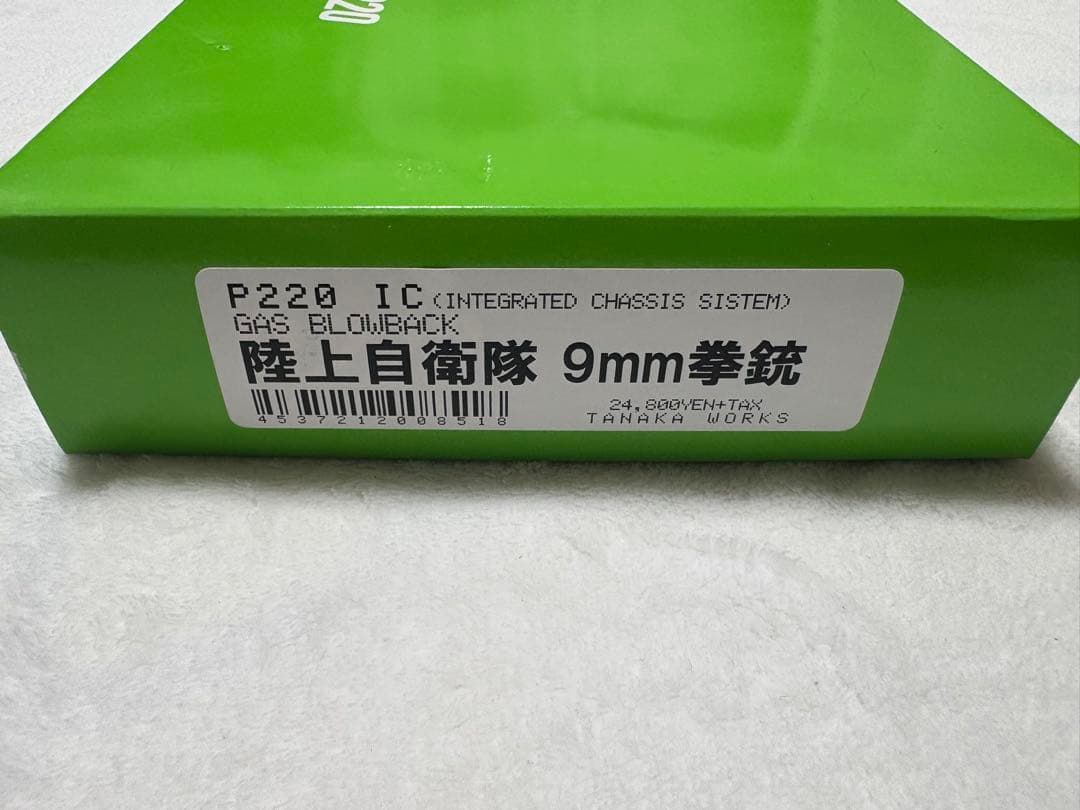 220
P220 IC(INTEGRATED CHASSIS SISTEM)
GAS BLOWBACK
陸上自衛隊 9mm拳銃
24,800YEN+TAX
4537212008518
TANAKA WORKS